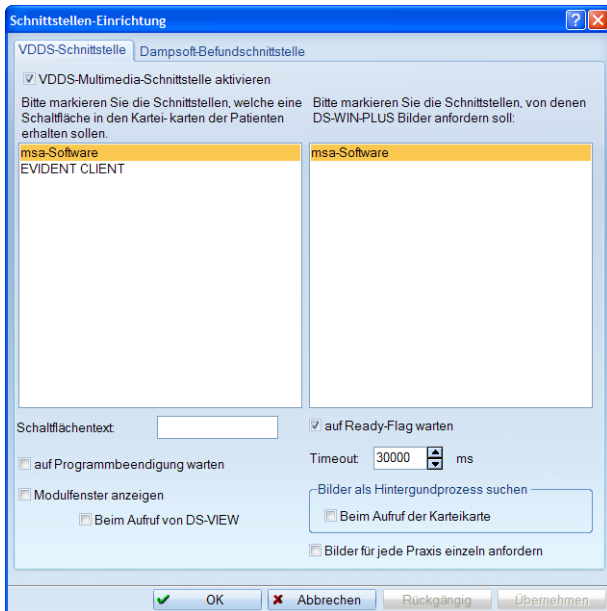 Schnittstellen-Einrichtung
VDDS-Schnittstelle
Dampsoft-Befundschnittstelle
VDDS-Multimedia-Schnittstelle aktivieren
Bitte markieren Sie die Schnittstellen, welche eine
Schaltfläche in den Kartei- karten der Patienten
erhalten sollen.
msa-Software
EVIDENT CLIENT
Bitte markieren Sie die Schnittstellen, von denen
DS-WIN-PLUS Bilder anfordern soll:
msa-Software
Schaltflächentext:
auf Programmbeendigung warten
Modulfenster anzeigen
Beim Aufruf von DS-VIEW
auf Ready-Flag warten
Timeout: 30000 ms
Bilder als Hintergundprozess suchen
Beim Aufruf der Karteikarte
Bilder für jede Praxis einzeln anfordern
OK
Abbrechen
Rückgängig
Übernehmen